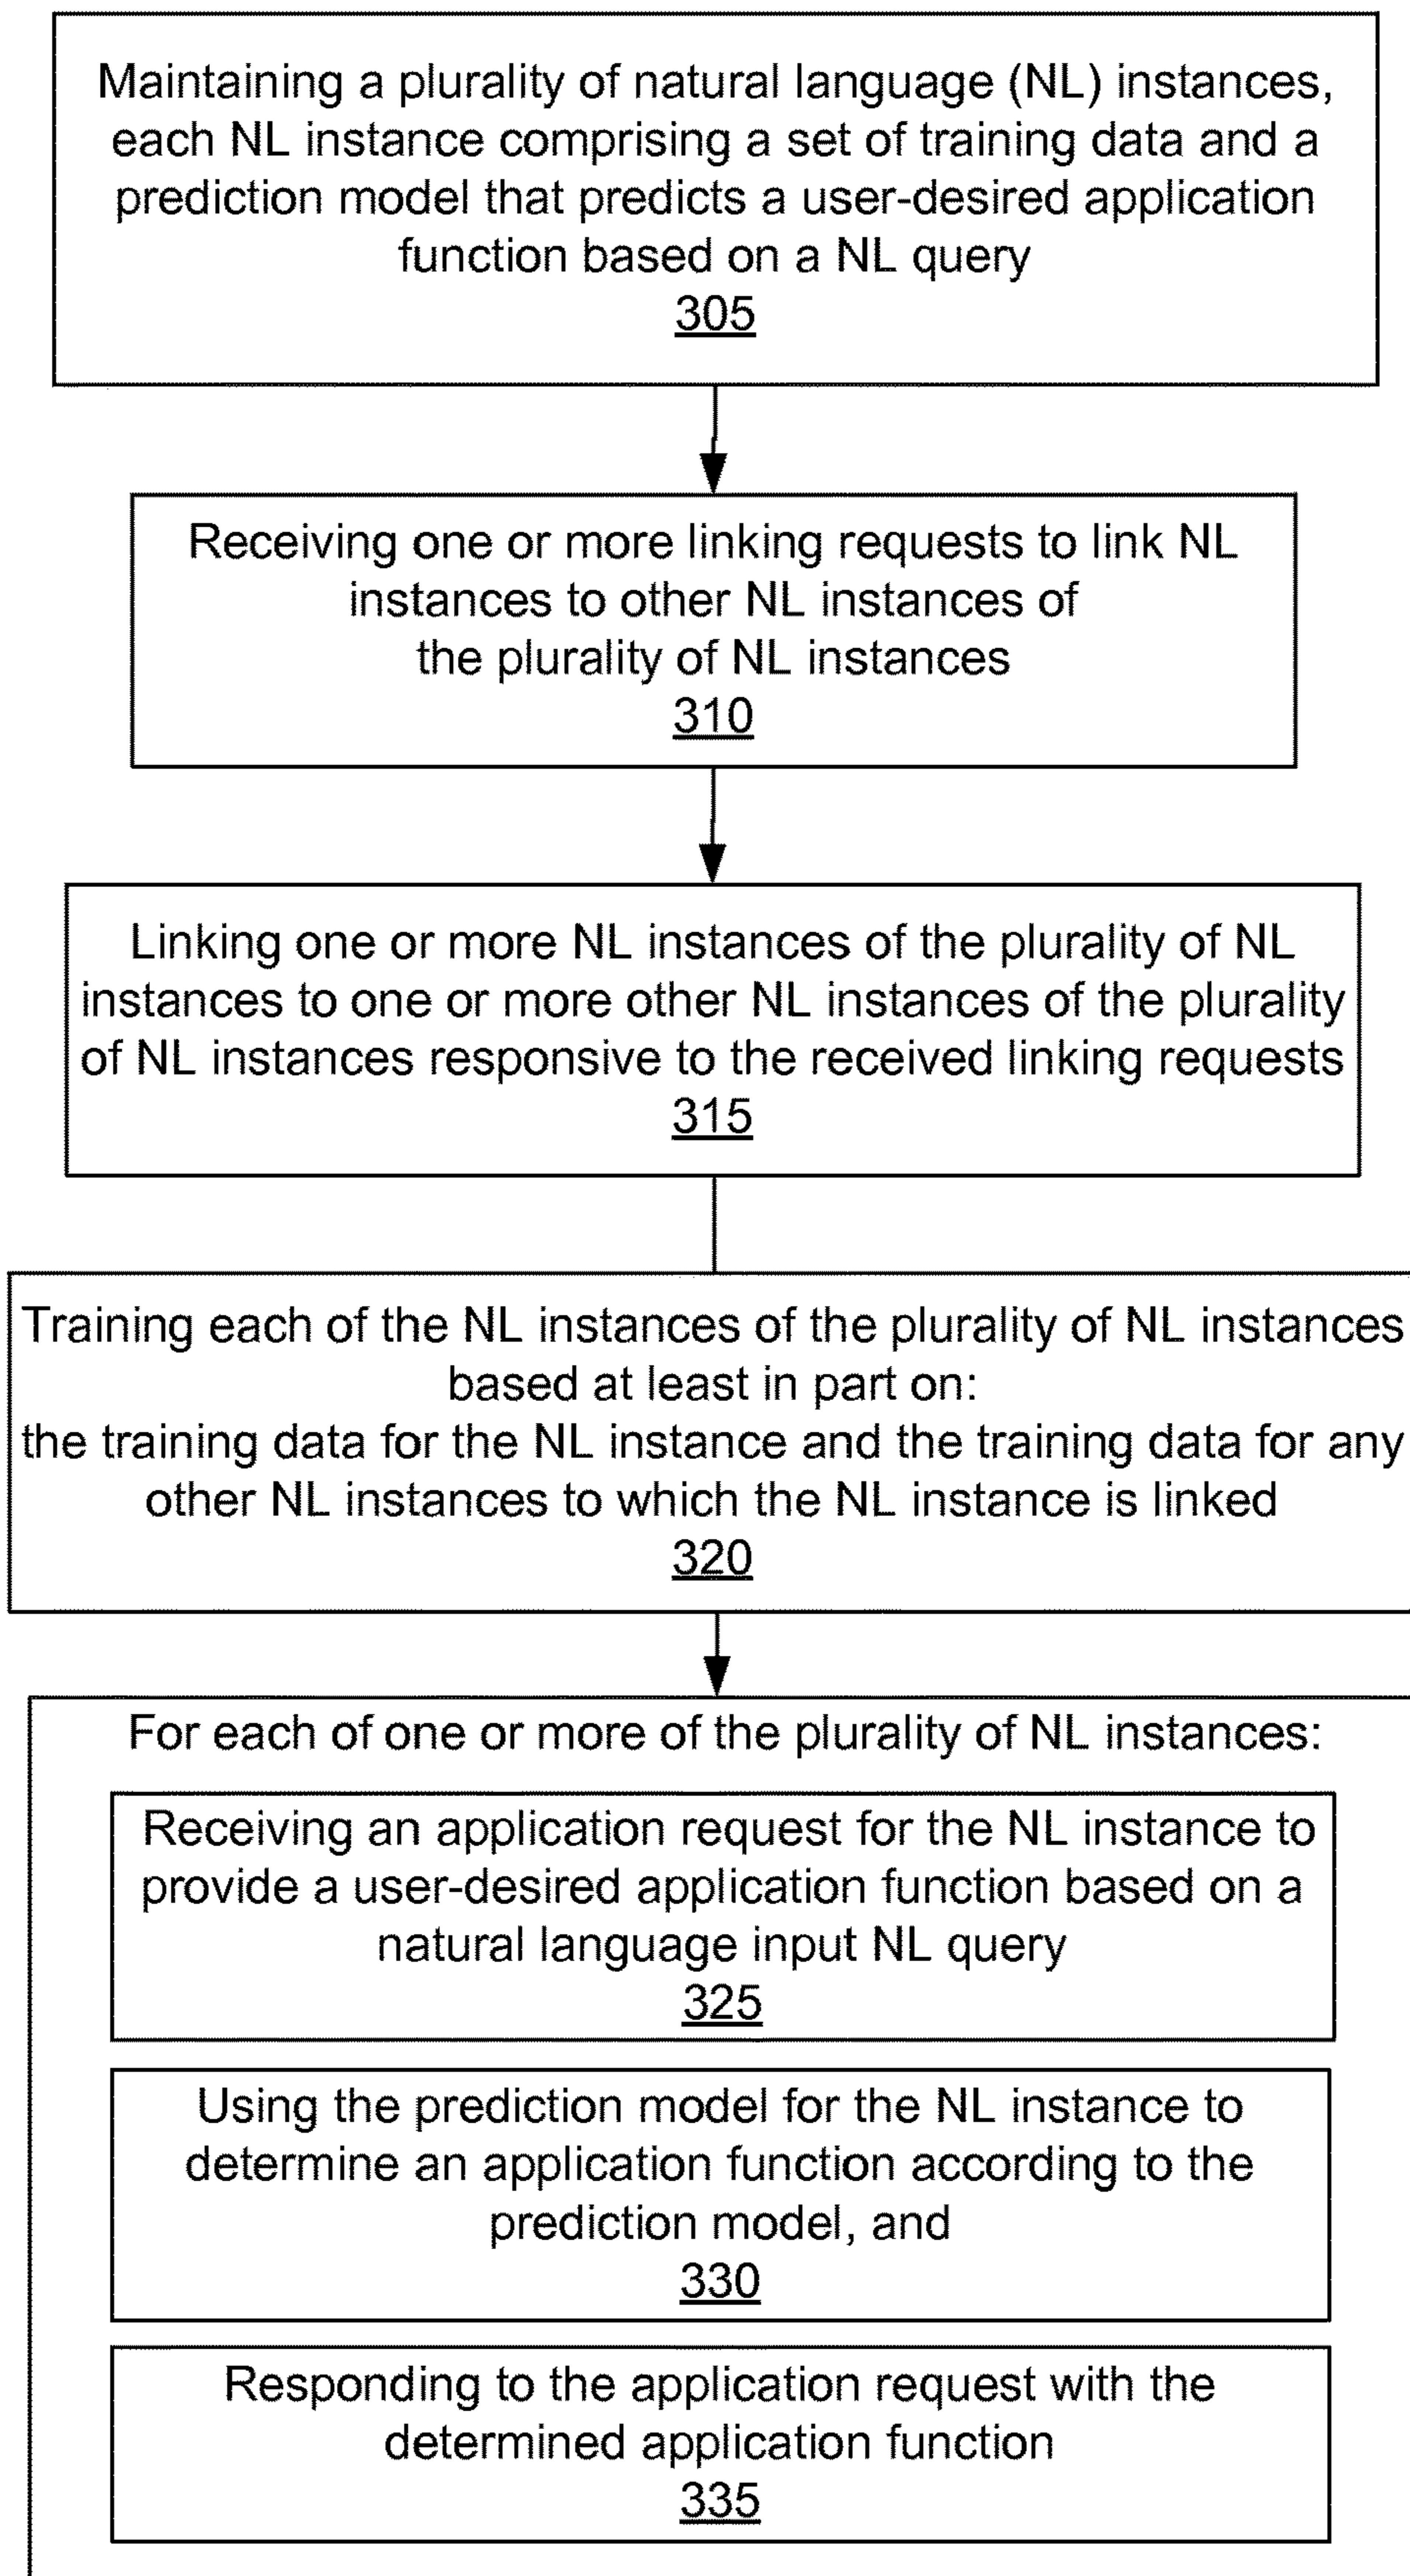 Maintaining a plurality of natural language (NL) instances,
each NL instance comprising a set of training data and a
prediction model that predicts a user-desired application
function based on a NL query
305
Receiving one or more linking requests to link NL
instances to other NL instances of
the plurality of NL instances
310
Linking one or more NL instances of the plurality of NL
instances to one or more other NL instances of the plurality
of NL instances responsive to the received linking requests
315
Training each of the NL instances of the plurality of NL instances
based at least in part on:
the training data for the NL instance and the training data for any
other NL instances to which the NL instance is linked
320
For each of one or more of the plurality of NL instances:
Receiving an application request for the NL instance to
provide a user-desired application function based on a
natural language input NL query
325
Using the prediction model for the NL instance to
determine an application function according to the
prediction model, and
330
Responding to the application request with the
determined application function
335